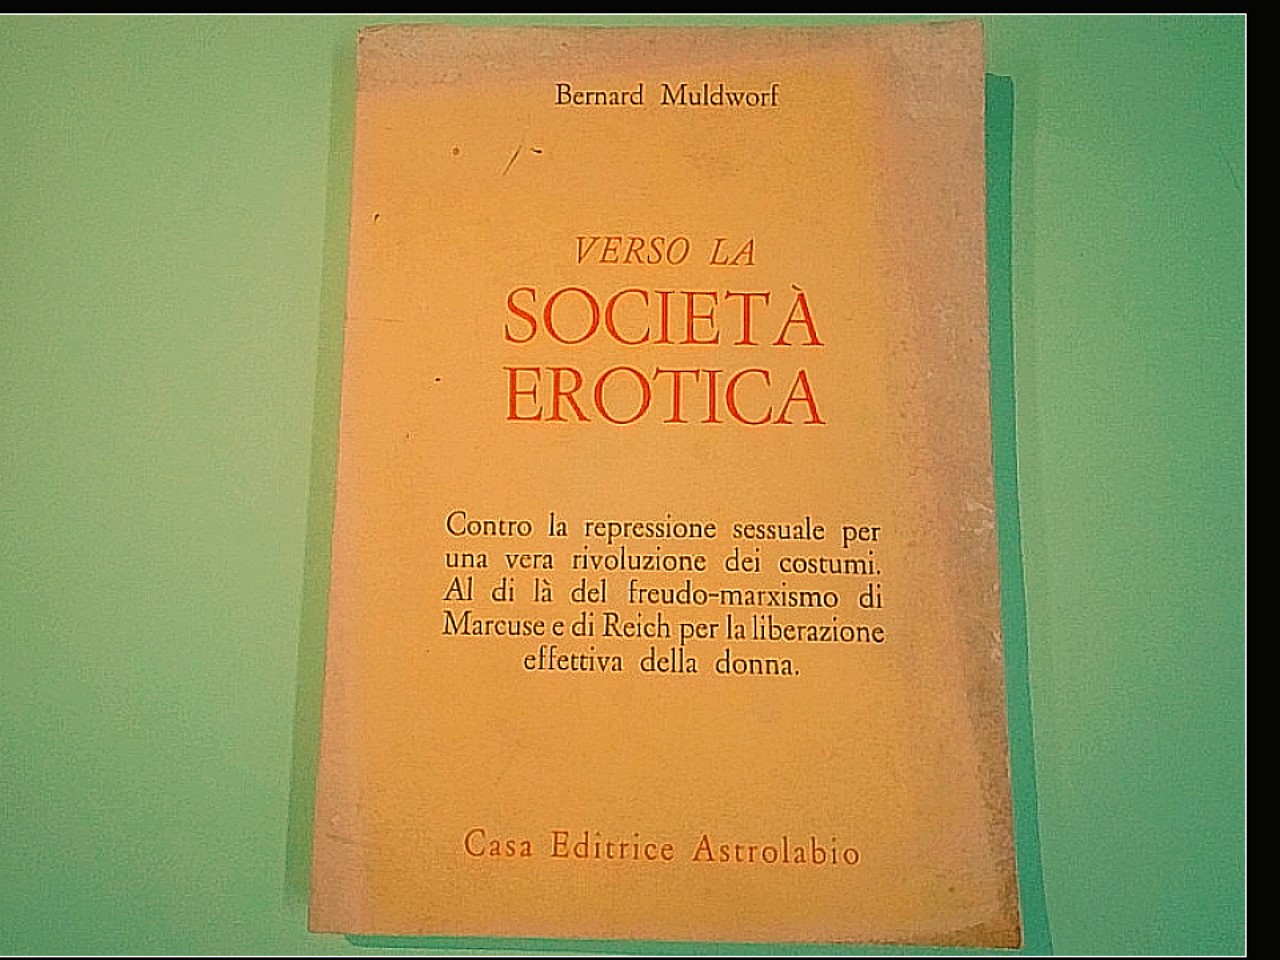 Bernard Muldworf
VERSO LA
SOCIETÀ
EROTICA
Contro la repressione sessuale per
una vera rivoluzione dei costumi.
Al di là del freudo-marxismo di
Marcuse e di Reich per la liberazione
effettiva della donna.
Casa Editrice Astrolabio